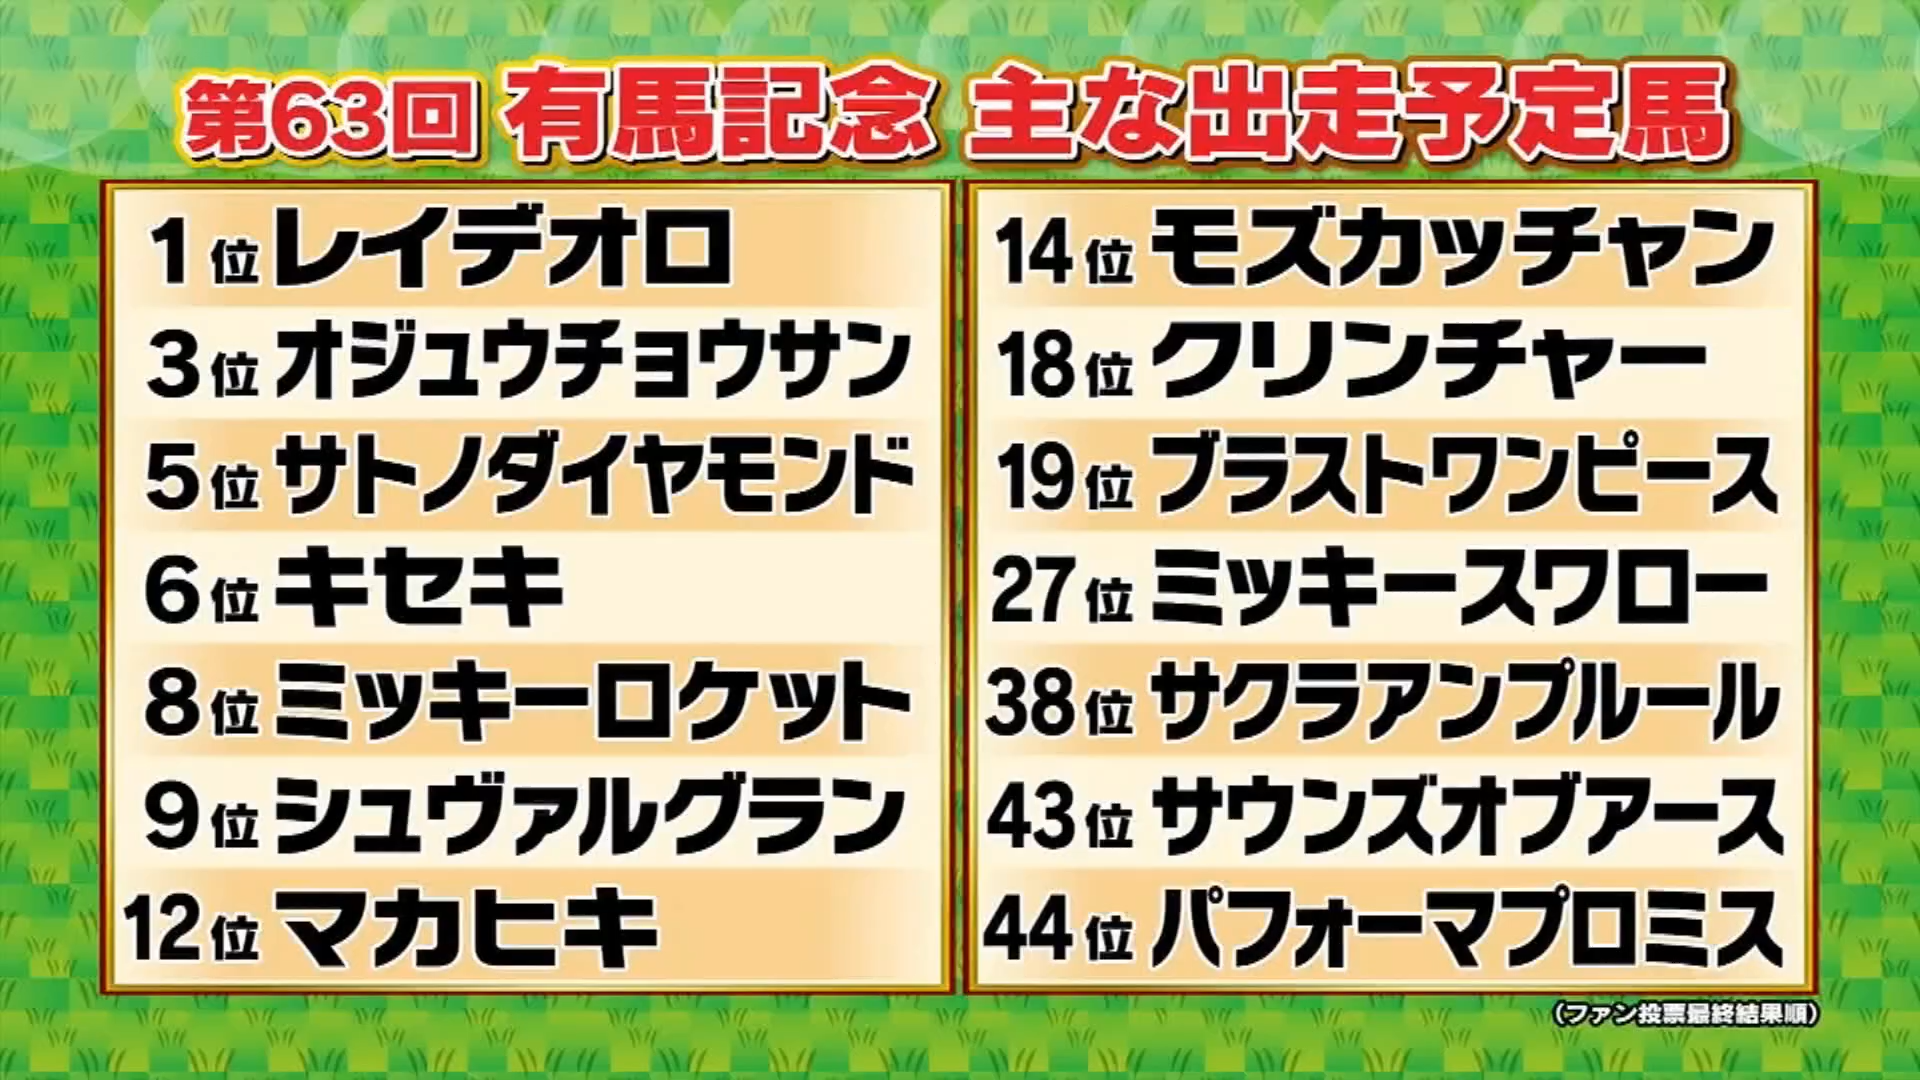 第63回 有馬記念 主な出走予定馬
1位 レイデオロ
3位 オジュウチョウサン
5位 サトノダイヤモンド
6位 キセキ
8位 ミッキーロケット
9位 シュヴァルグラン
12位 マカヒキ
14位 モズカッチャン
18位 クリンチャー
19位 ブラストワンピース
27位 ミッキースワロー
38位 サクラアンプルール
43位 サウンズオブアース
44位 パフォーマプロミス
(ファン投票最終結果順)